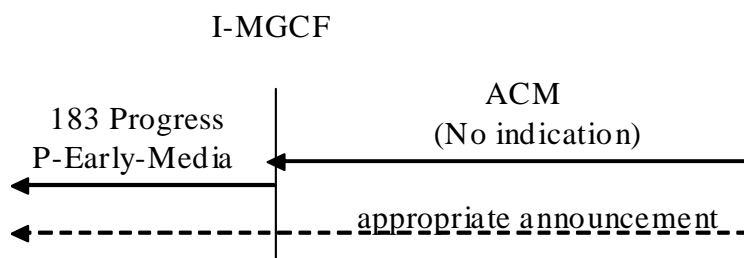 I-MGCF
183 Progress
P-Early-Media
ACM
(No indication)
appropriate announcement